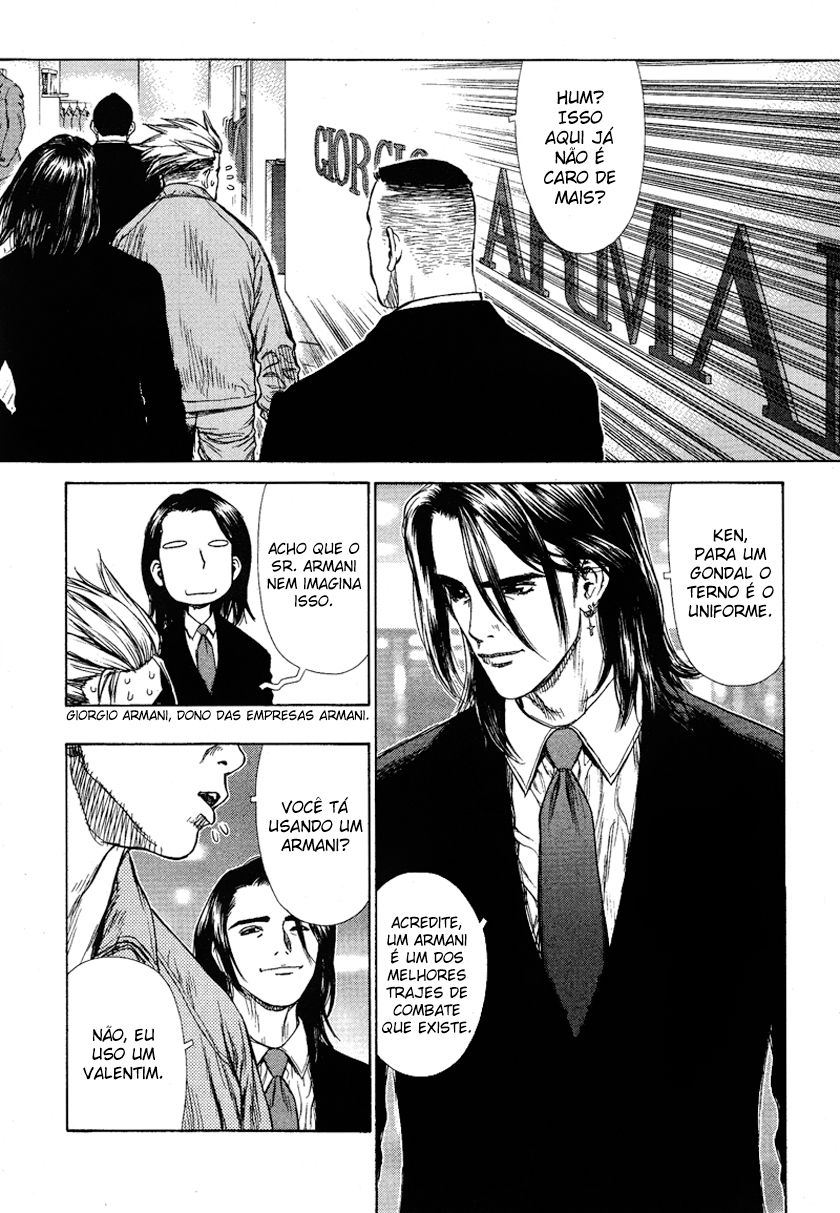 HUM?
ISSO
AQUI JÁ
NÃO É
CARO DE
MAIS?
GIORGIO
KEN,
PARA UM
GONDAL O
TERNO É O
UNIFORME.
ACREDITE,
UM ARMANI
É UM DOS
MELHORES
TRAJES DE
COMBATE
QUE EXISTE.
ACHO QUE O
SR. ARMANI
NEM IMAGINA
ISSO.
GIORGIO ARMANI, DONO DAS EMPRESAS ARMANI.
VOCÊ TÁ
USANDO UM
ARMANI?
NÃO, EU
USO UM
VALENTIM.